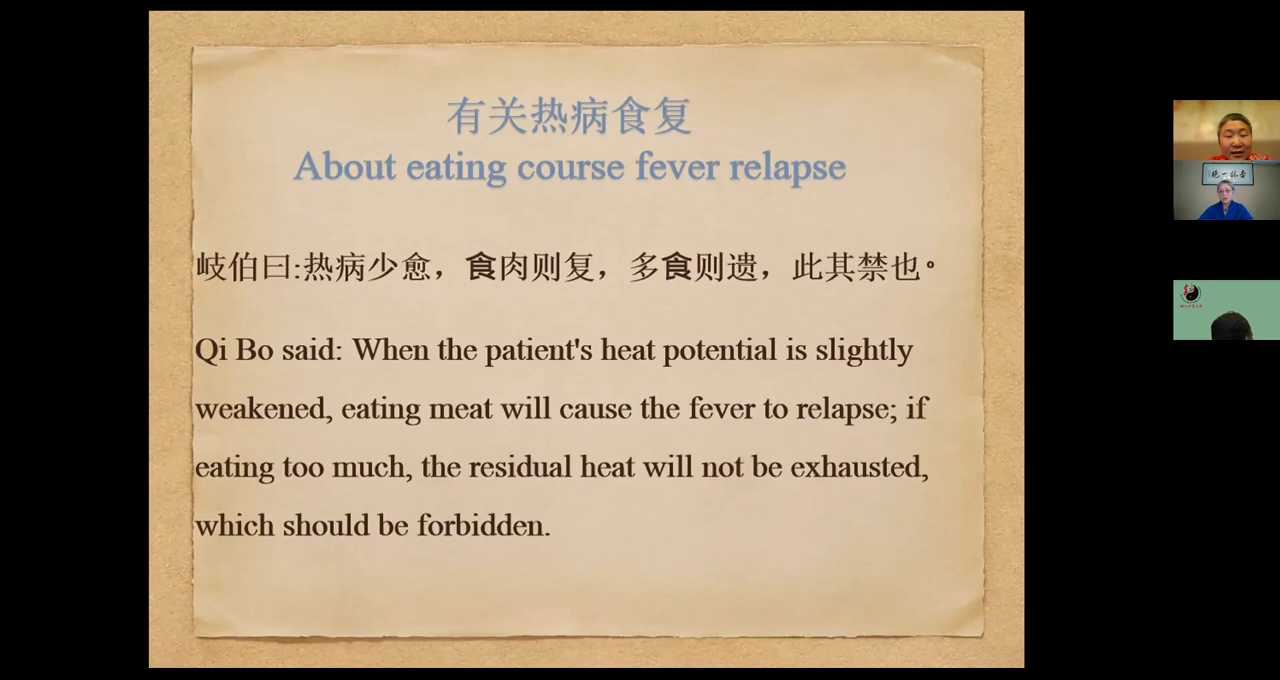 有关热病食复
About eating course fever relapse
岐伯曰:热病少愈，食肉则复，多食则遗，此其禁也。
Qi Bo said: When the patient's heat potential is slightly
weakened, eating meat will cause the fever to relapse; if
eating too much, the residual heat will not be exhausted,
which should be forbidden.